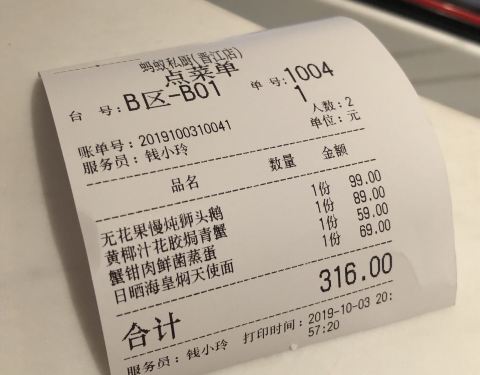 蚂蚁私厨(晋江店)
点菜单
台 号:B区-B01 单 号:1004
1
人数:2
账单号:2019100310041 单位:元
服务员:钱小玲
品名 数量 金额
无花果慢炖狮头鹅 1份 99.00
黄椰汁花胶焗青蟹 1份 89.00
蟹钳肉鲜菌蒸蛋 1份 59.00
日晒海皇焖天使面 1份 69.00
合计 316.00
服务员:钱小玲 打印时间:2019-10-03 20:
57:20